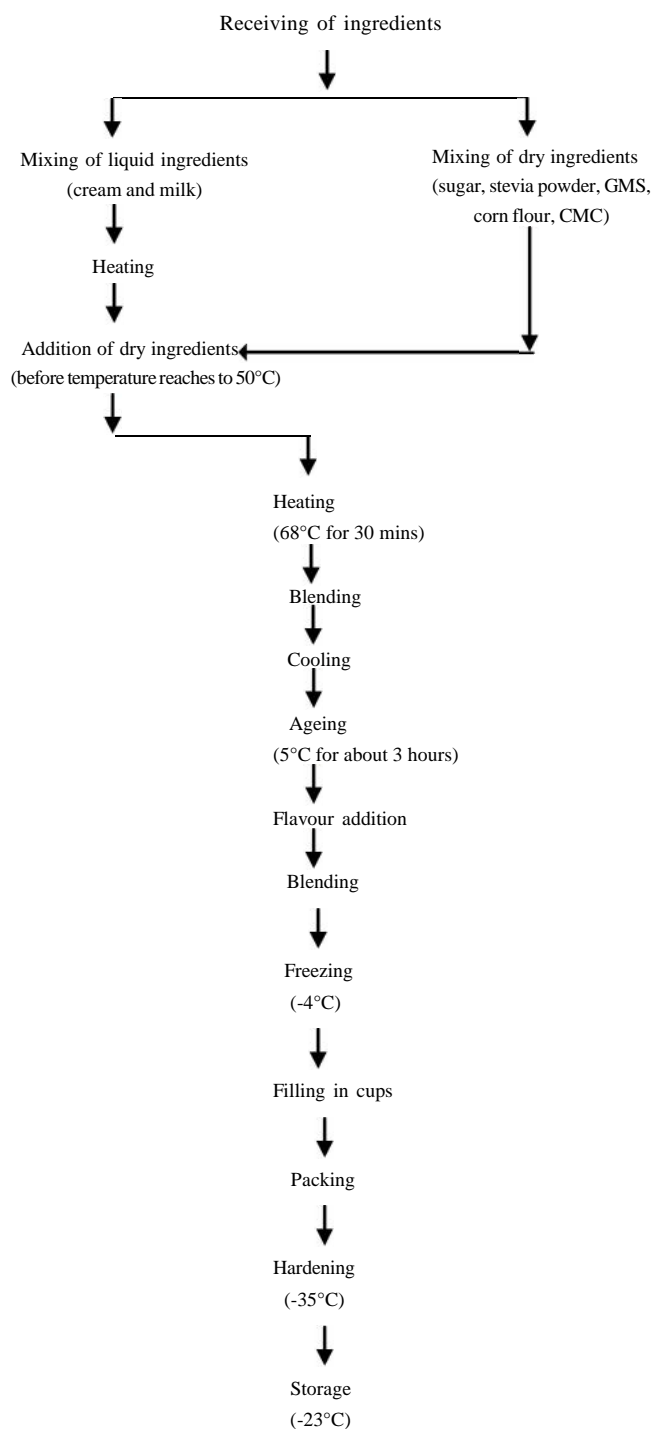 Receiving of ingredients
Mixing of liquid ingredients
(cream and milk)
Mixing of dry ingredients
(sugar, stevia powder, GMS,
corn flour, CMC)
Heating
Addition of dry ingredients
(before temperature reaches to 50°C)
Heating
(68°C for 30 mins)
Blending
Cooling
Ageing
(5°C for about 3 hours)
Flavour addition
Blending
Freezing
(-4°C)
Filling in cups
Packing
Hardening
(-35°C)
Storage
(-23°C)